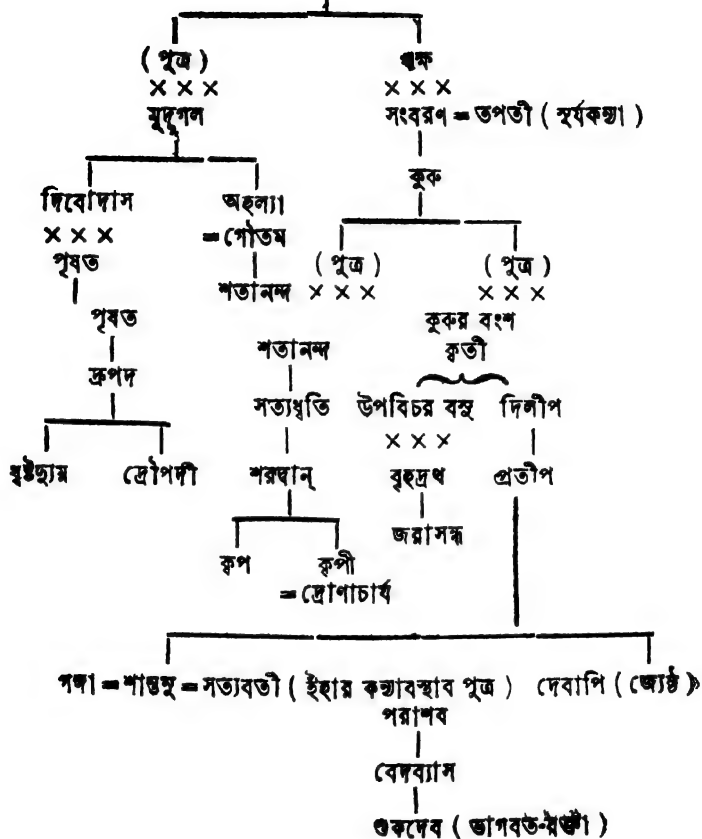 (পুত্র) ঋক্ষ
× × × × × ×
মুদ্গল সংবরণ = তপতী ( সূর্যকন্যা )
কুরু
দিবোদাস অহল্যা
× × × = গৌতম (পুত্র) (পুত্র)
পৃষত শতানন্দ × × × × × ×
পৃষত কুরুর বংশ
শতানন্দ কৃতী
দ্রুপদ
সত্যধৃতি উপবিচর বসু দিলীপ
× × ×
ধৃষ্টদ্যুম্ন দ্রৌপদী শরদ্বান্ বৃহদ্রথ প্রতীপ
জরাসন্ধ
কৃপ কৃপী
= দ্রোণাচার্য
গঙ্গা = শান্তনু = সত্যবতী ( ইহার কন্যাবস্থাব পুত্র ) দেবাপি ( জ্যেষ্ঠ )
পরাশব
বেদব্যাস
শুকদেব ( ভাগবত-বক্তা )